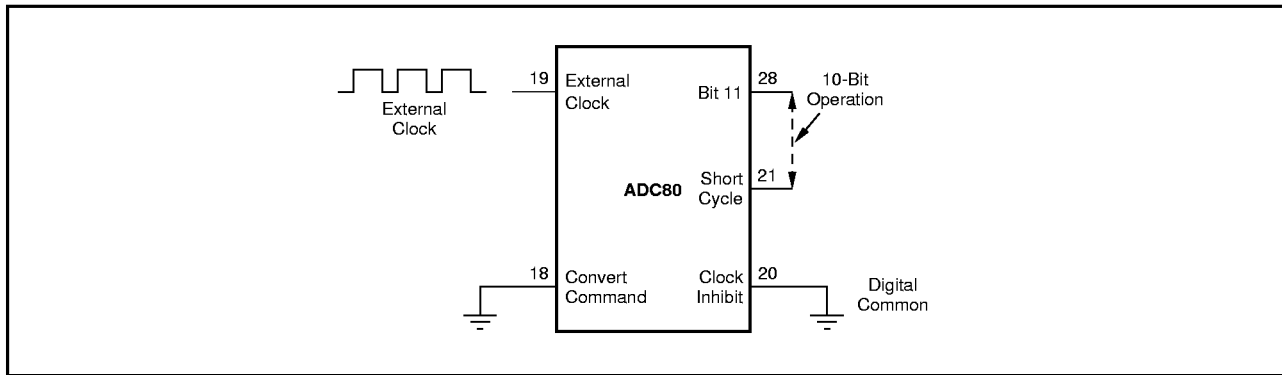 19
External
Clock
External
Clock
Bit 11
28
10-Bit
Operation
ADC80
Short
Cycle
21
18
Convert
Command
Clock
Inhibit
20
Digital
Common